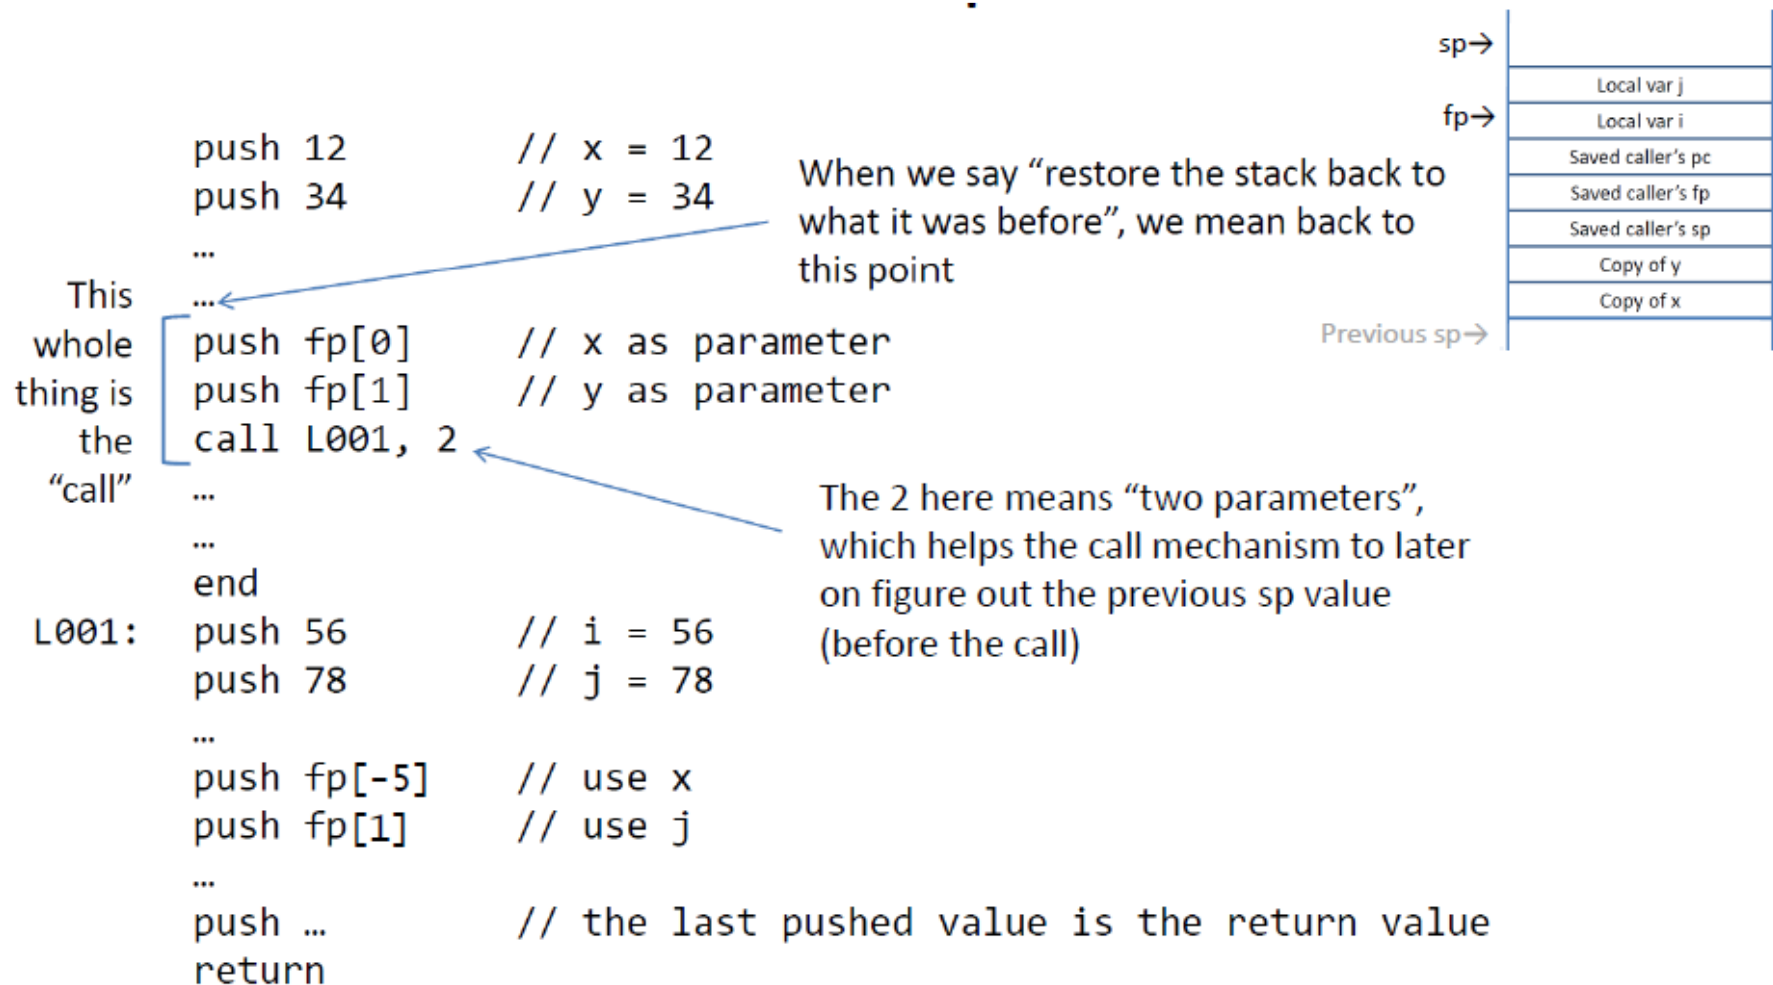 sp→
Local var j
fp→
Local var i
push 12 // x = 12
Saved caller's pc
When we say “restore the stack back to
push 34 // y = 34
Saved caller's fp
what it was before”, we mean back to
Saved caller's sp
…
this point
Copy of y
This …
Copy of x
whole push fp[0] // x as parameter
Previous sp→
thing is push fp[1] // y as parameter
the call L001, 2
“call” …
The 2 here means “two parameters”,
…
which helps the call mechanism to later
end
on figure out the previous sp value
L001: push 56 // i = 56
(before the call)
push 78 // j = 78
…
push fp[-5] // use x
push fp[1] // use j
…
push … // the last pushed value is the return value
return